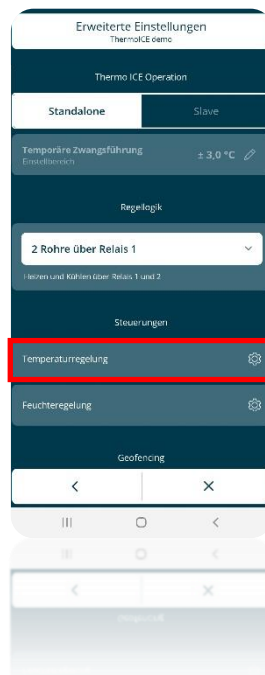 Erweiterte Einstellungen
ThermoICE demo
Thermo ICE Operation
Standalone Slave
Temporäre Zwangsführung ± 3,0 °C
Einstellbereich
Regellogik
2 Rohre über Relais 1
Heizen und Kühlen über Relais 1 und 2
Steuerungen
Temperaturregelung
Feuchteregelung
Geofencing